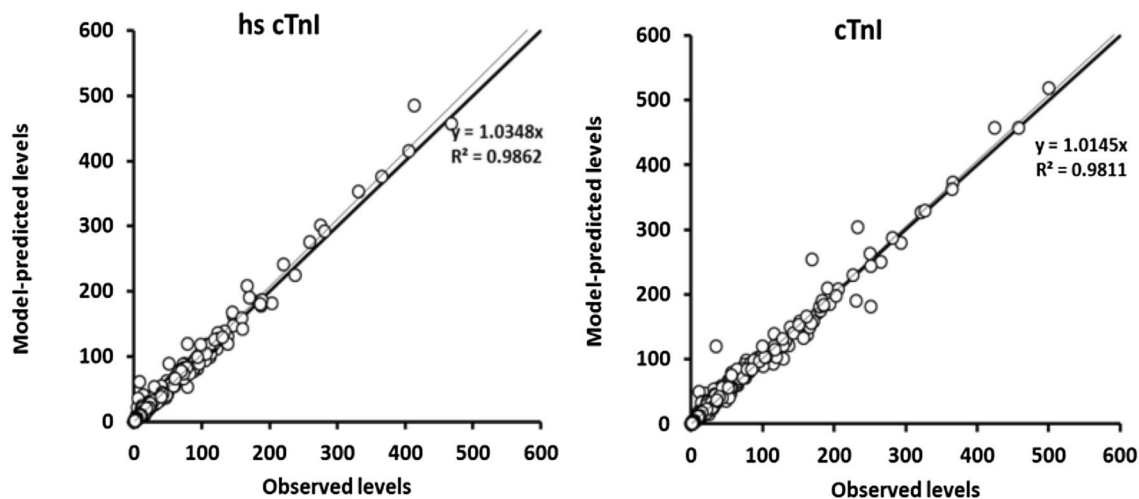 hs cTnI
600
500
400
300
200
100
0
Model-predicted levels
y = 1.0348x
R² = 0.9862
0 100 200 300 400 500 600
Observed levels
cTnI
600
500
400
300
200
100
0
Model-predicted levels
y = 1.0145x
R² = 0.9811
0 100 200 300 400 500 600
Observed levels